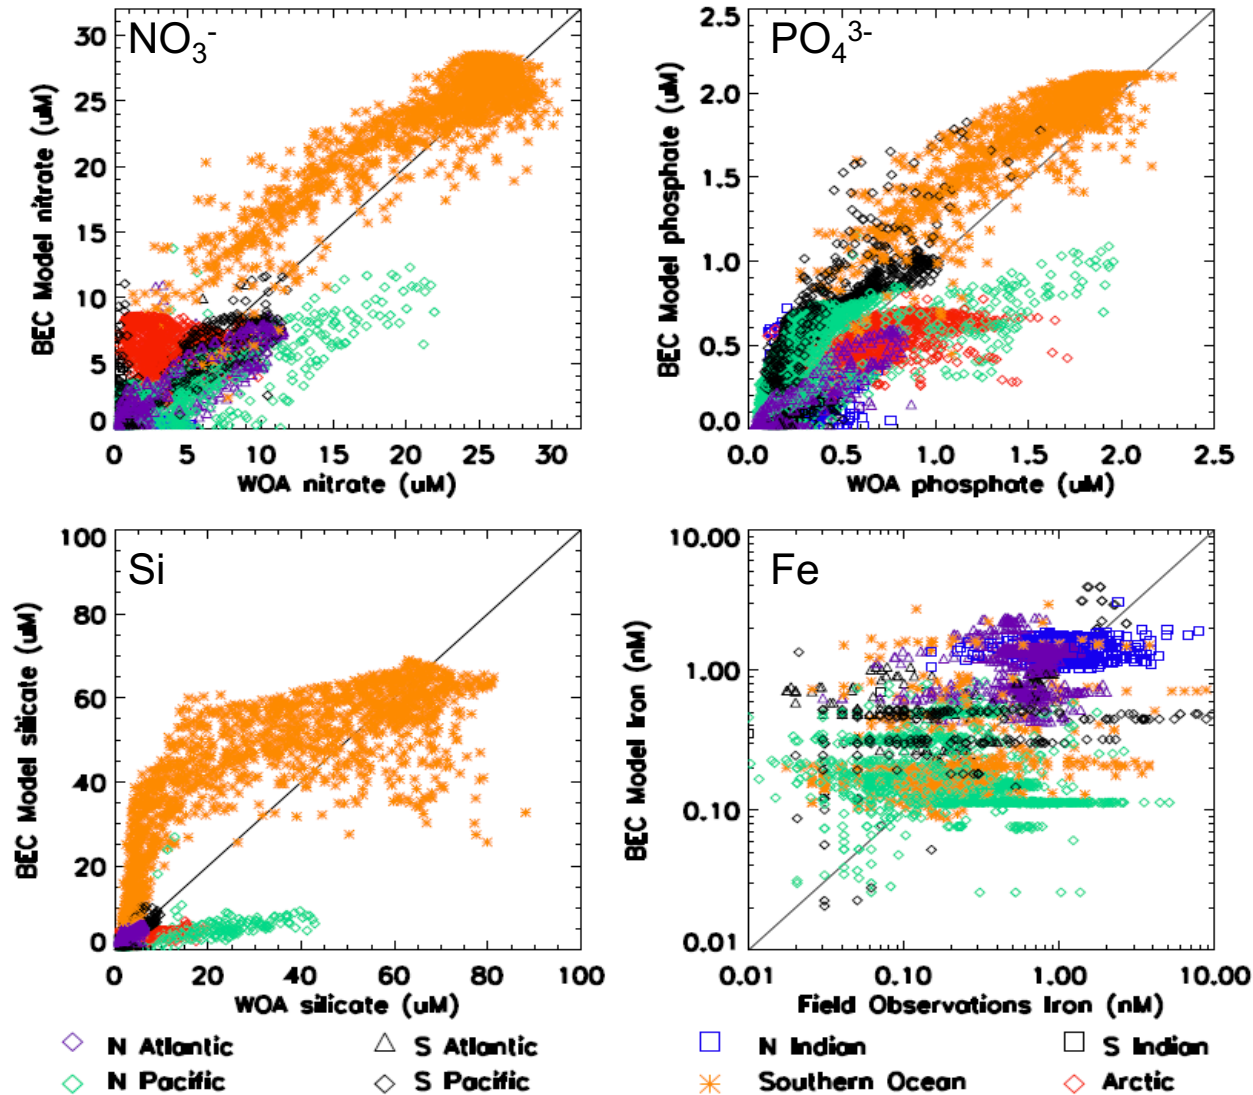 NO3-
BEC Model nitrate (uM)
30
25
20
15
10
5
0
0 5 10 15 20 25 30
WOA nitrate (uM)
PO43-
BEC Model phosphate (uM)
2.5
2.0
1.5
1.0
0.5
0.0
0.0 0.5 1.0 1.5 2.0 2.5
WOA phosphate (uM)
Si
BEC Model silicate (uM)
100
80
60
40
20
0
0 20 40 60 80 100
WOA silicate (uM)
Fe
BEC Model Iron (nM)
10.00
1.00
0.10
0.01
0.01 0.10 1.00 10.00
Field Observations Iron (nM)
N Atlantic S Atlantic N Indian S Indian
N Pacific S Pacific Southern Ocean Arctic